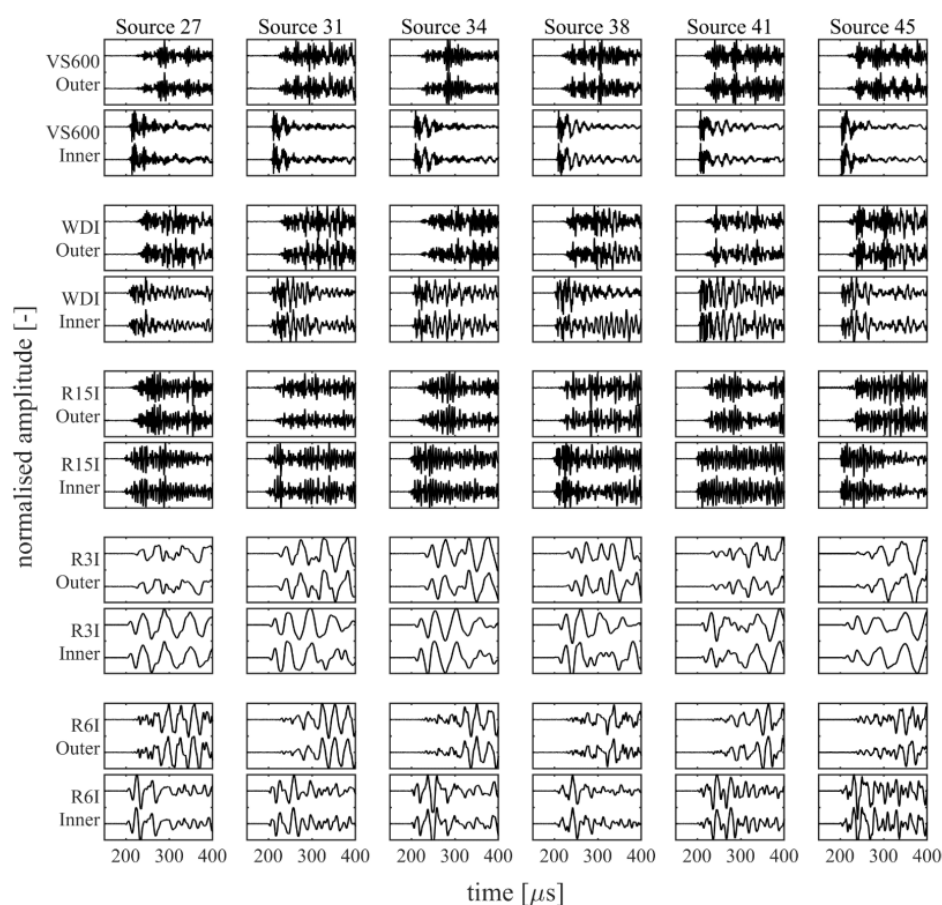 Source 27 Source 31 Source 34 Source 38 Source 41 Source 45
VS600
Outer
VS600
Inner
WDI
Outer
WDI
Inner
R15I
Outer
R15I
Inner
R3I
Outer
R3I
Inner
R6I
Outer
R6I
Inner
normalised amplitude [-]
200 300 400 200 300 400 200 300 400 200 300 400 200 300 400 200 300 400
time [μs]